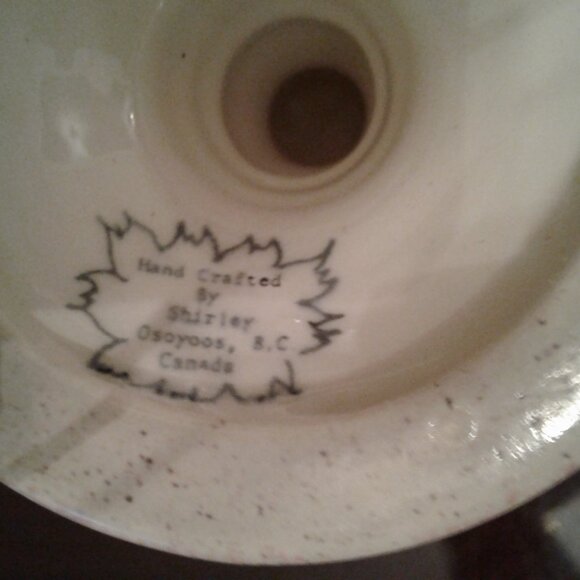 Hand Crafted
By
Shirley
Osoyoos, B.C
Canada